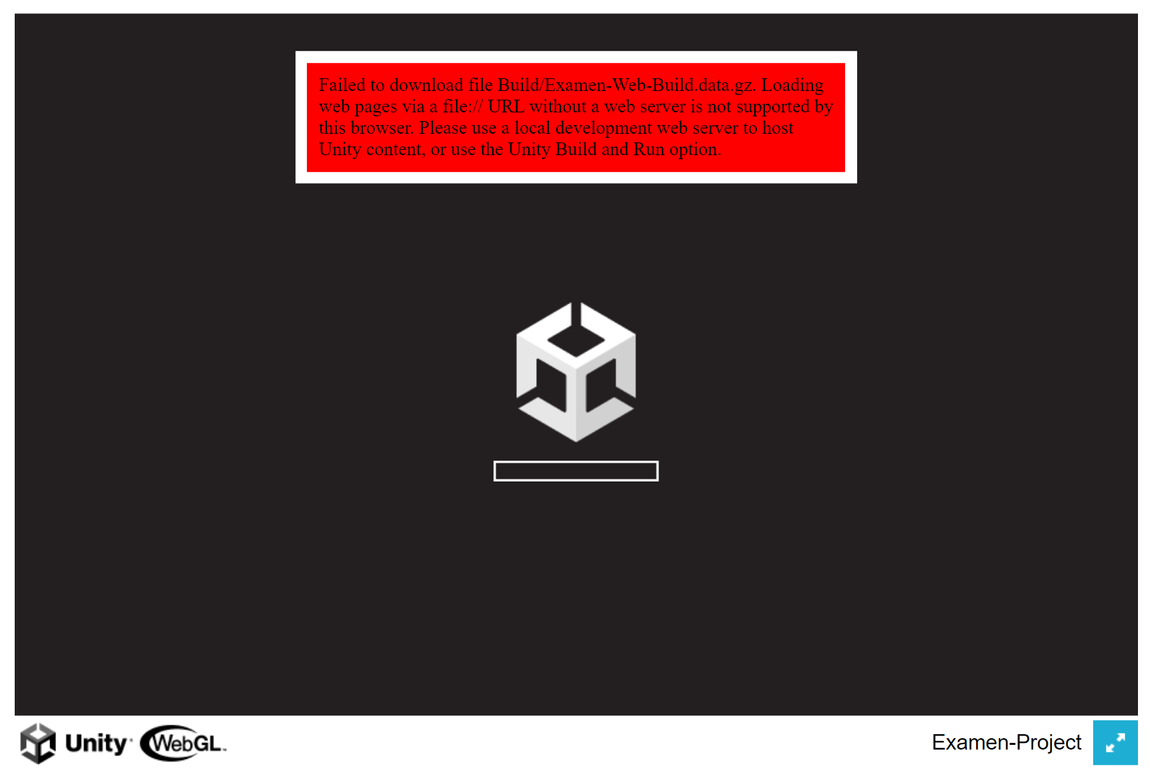 Failed to download file Build/Examen-Web-Build.data.gz. Loading
web pages via a file:// URL without a web server is not supported by
this browser. Please use a local development web server to host
Unity content, or use the Unity Build and Run option.
Unity WebGL
Examen-Project